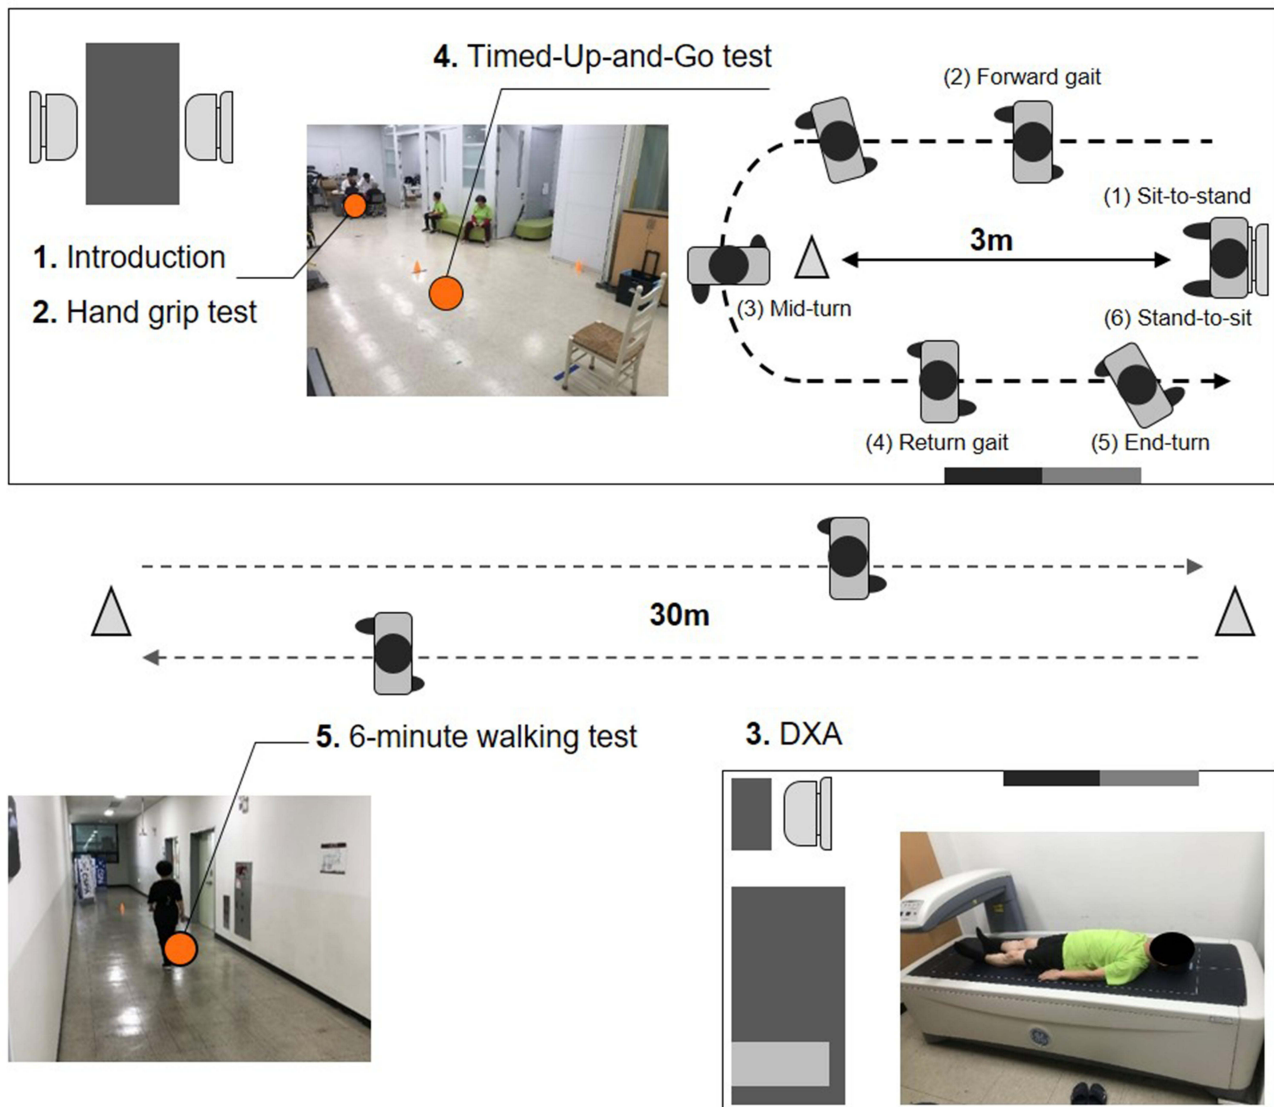 4. Timed-Up-and-Go test
(2) Forward gait
(1) Sit-to-stand
3m
1. Introduction
(3) Mid-turn
2. Hand grip test
(6) Stand-to-sit
(4) Return gait
(5) End-turn
30m
5. 6-minute walking test
3. DXA